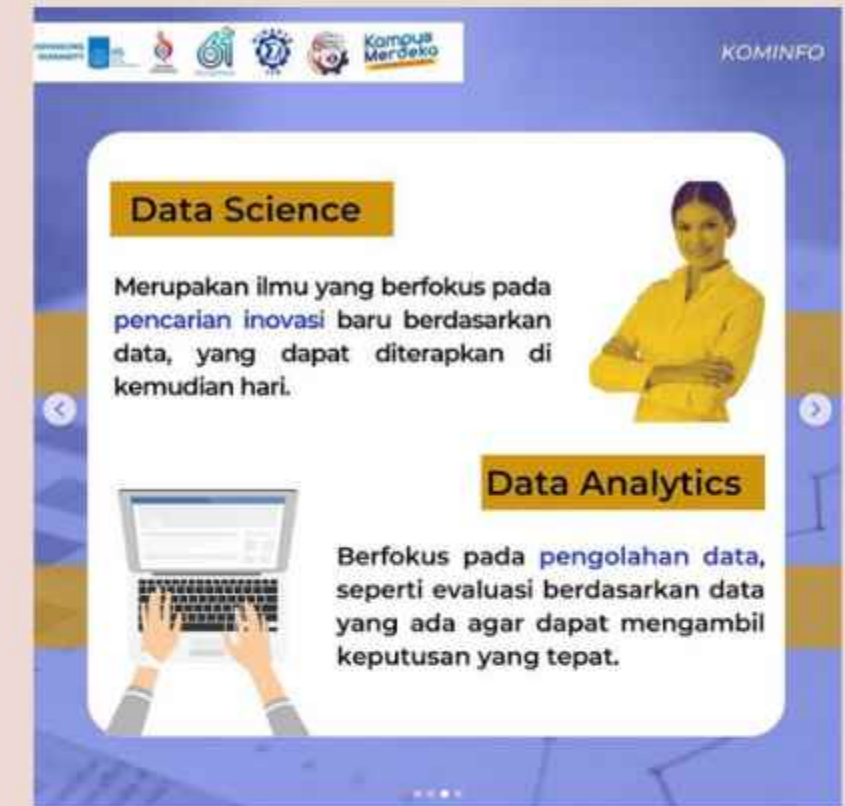 Kampus
Merdeka
KOMINFO
Data Science
Merupakan ilmu yang berfokus pada
pencarian inovasi baru berdasarkan
data, yang dapat diterapkan di
kemudian hari.
Data Analytics
Berfokus pada pengolahan data,
seperti evaluasi berdasarkan data
yang ada agar dapat mengambil
keputusan yang tepat.